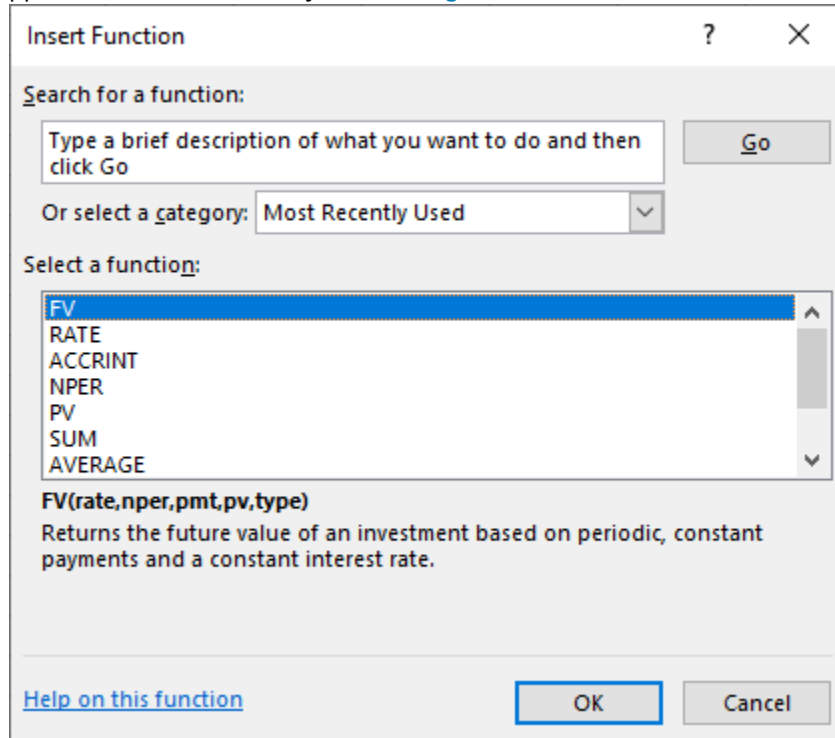 Insert Function ?
Search for a function:
Type a brief description of what you want to do and then
click Go
Go
Or select a category: Most Recently Used
Select a function:
FV
RATE
ACCRINT
NPER
PV
SUM
AVERAGE
FV(rate,nper,pmt,pv,type)
Returns the future value of an investment based on periodic, constant
payments and a constant interest rate.
Help on this function
OK
Cancel